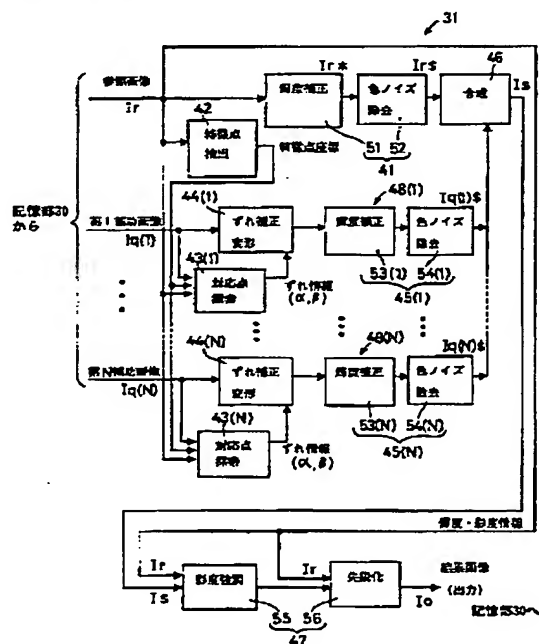 31
参照画像
Ir
輝度補正
Ir*
色ノイズ
除去
Ir$
46
合成
Is
42
特徴点
抽出
特徴点座標
51
52
41
記憶部30
から
第1補助画像
Iq(1)
44(1)
ずれ補正
変形
48(1)
輝度補正
色ノイズ
除去
Iq(1)$
43(1)
対応点
探索
ずれ情報
(α,β)
53(1)
54(1)
45(1)
第N補助画像
Iq(N)
44(N)
ずれ補正
変形
48(N)
輝度補正
色ノイズ
除去
Iq(N)$
43(N)
対応点
探索
ずれ情報
(α,β)
53(N)
54(N)
45(N)
輝度・彩度情報
Ir
Is
彩度強調
Ir
先鋭化
結果画像
(出力)
Io
記憶部30へ
55
56
47